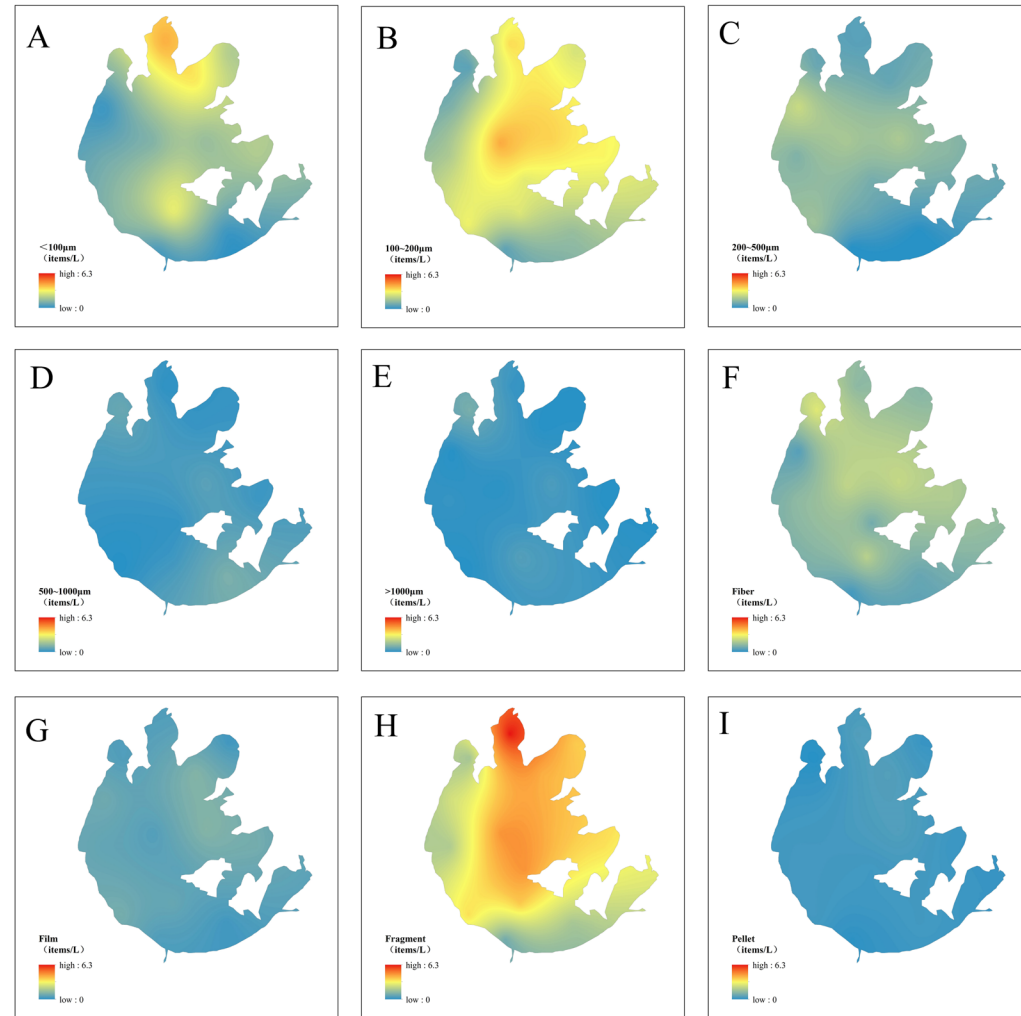 A
<100μm
（items/L）
high : 6.3
low : 0
B
100~200μm
（items/L）
high : 6.3
low : 0
C
200~500μm
（items/L）
high : 6.3
low : 0
D
500~1000μm
（items/L）
high : 6.3
low : 0
E
>1000μm
（items/L）
high : 6.3
low : 0
F
Fiber
（items/L）
high : 6.3
low : 0
G
Film
（items/L）
high : 6.3
low : 0
H
Fragment
（items/L）
high : 6.3
low : 0
I
Pellet
（items/L）
high : 6.3
low : 0